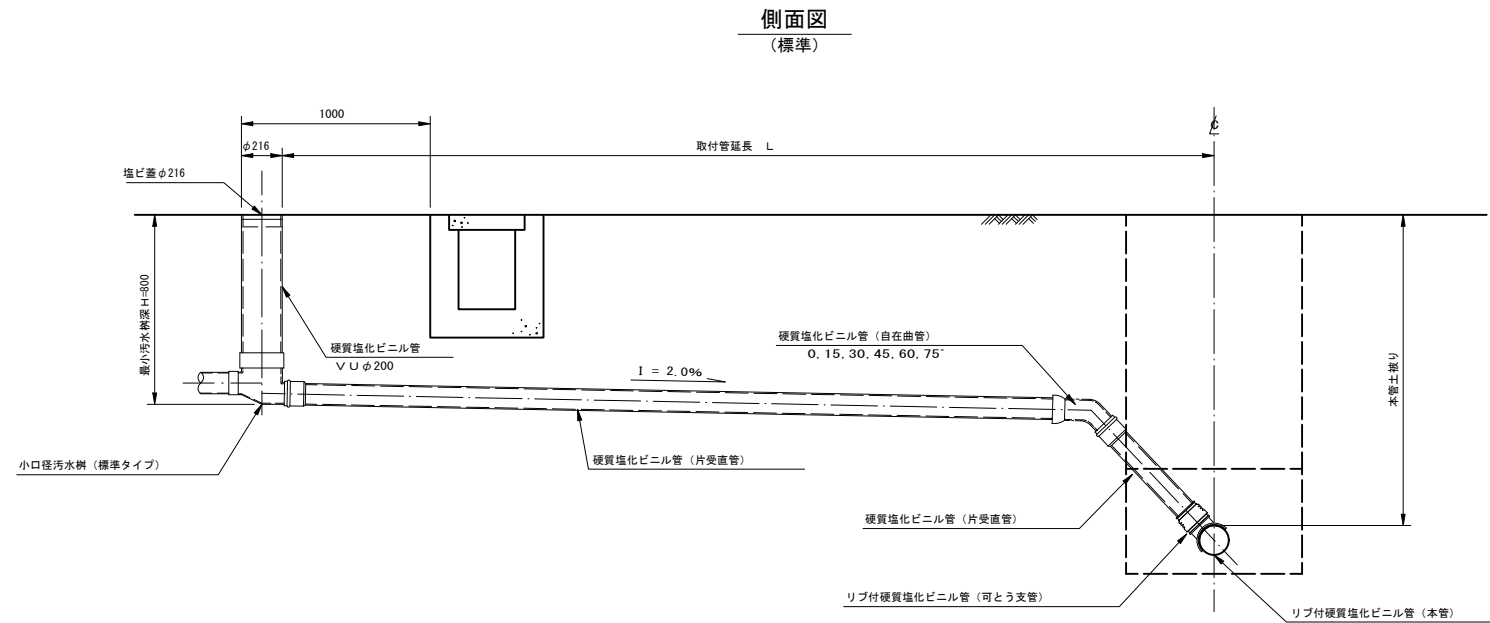 側面図
(標準)
1000
φ216
取付管延長 L
塩ビ蓋φ216
最小汚水桝深H=800
硬質塩化ビニル管
VUφ200
I = 2.0%
硬質塩化ビニル管（自在曲管）
0, 15, 30, 45, 60, 75°
本管土被り
小口径汚水桝（標準タイプ）
硬質塩化ビニル管（片受直管）
硬質塩化ビニル管（片受直管）
リブ付硬質塩化ビニル管（可とう支管）
リブ付硬質塩化ビニル管（本管）